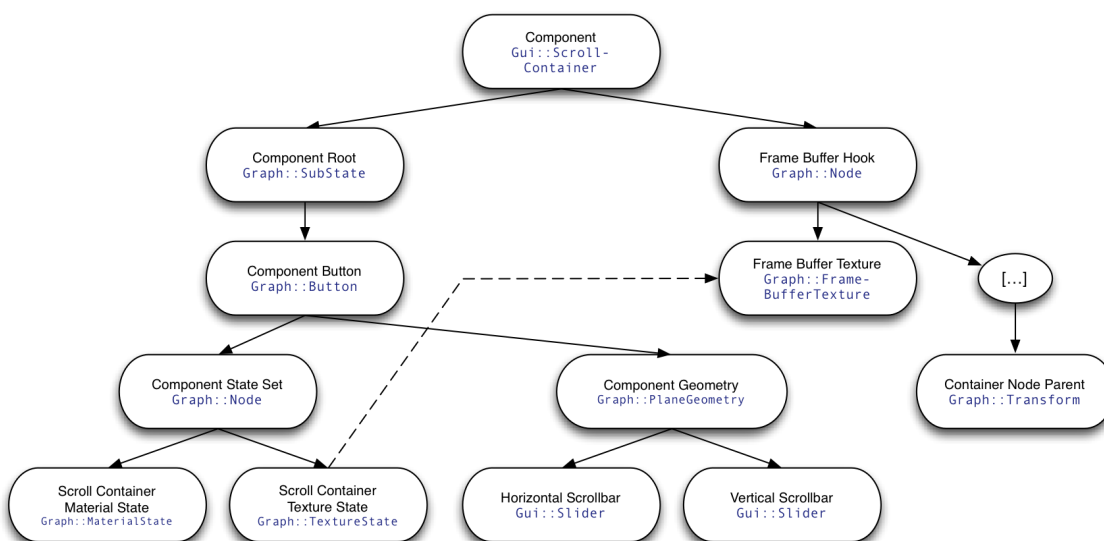 Component
Gui::Scroll-
Container
Component Root
Graph::SubState
Frame Buffer Hook
Graph::Node
Component Button
Graph::Button
Frame Buffer Texture
Graph::Frame-
BufferTexture
[...]
Component State Set
Graph::Node
Component Geometry
Graph::PlaneGeometry
Container Node Parent
Graph::Transform
Scroll Container
Material State
Graph::MaterialState
Scroll Container
Texture State
Graph::TextureState
Horizontal Scrollbar
Gui::Slider
Vertical Scrollbar
Gui::Slider